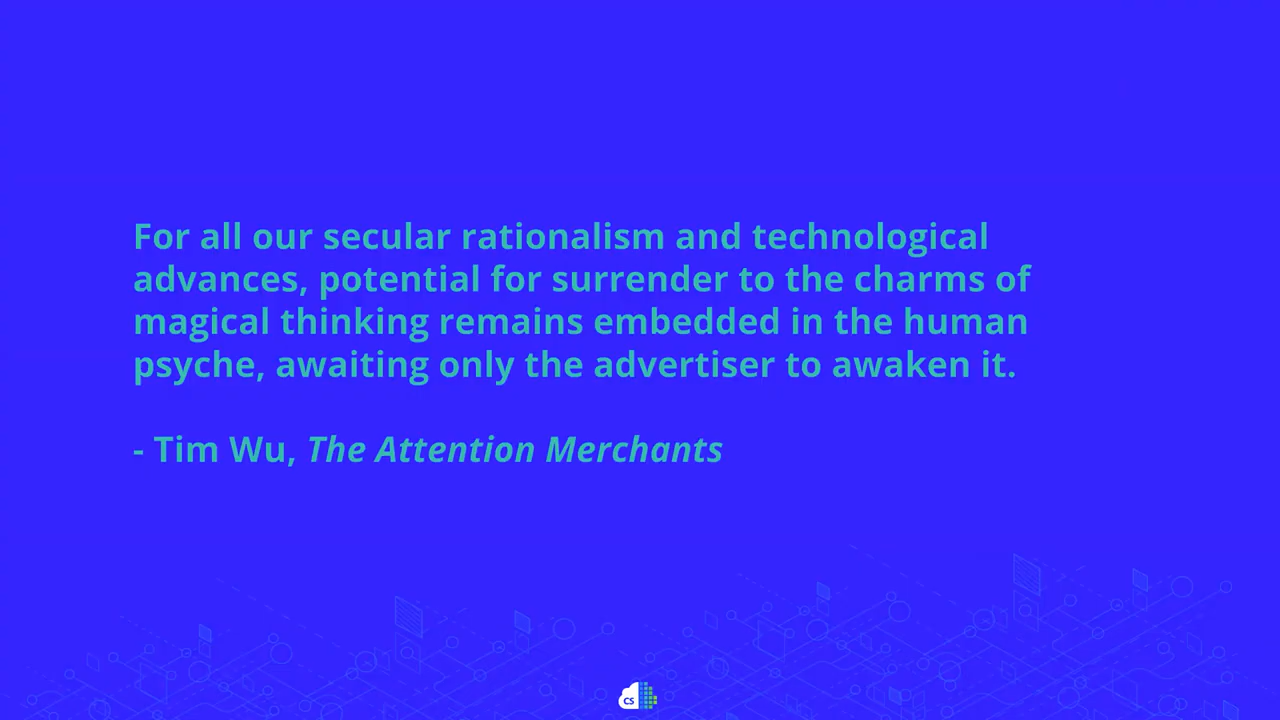 For all our secular rationalism and technological
advances, potential for surrender to the charms of
magical thinking remains embedded in the human
psyche, awaiting only the advertiser to awaken it.
- Tim Wu, The Attention Merchants
CS